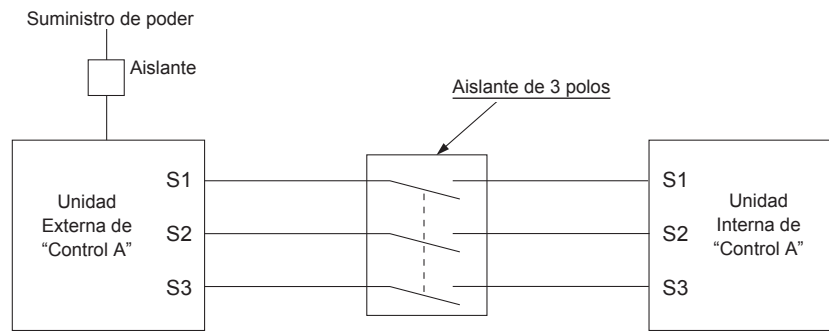 Suministro de poder
Aislante
Aislante de 3 polos
Unidad
Externa de
“Control A”
S1
S2
S3
S1
S2
S3
Unidad
Interna de
“Control A”